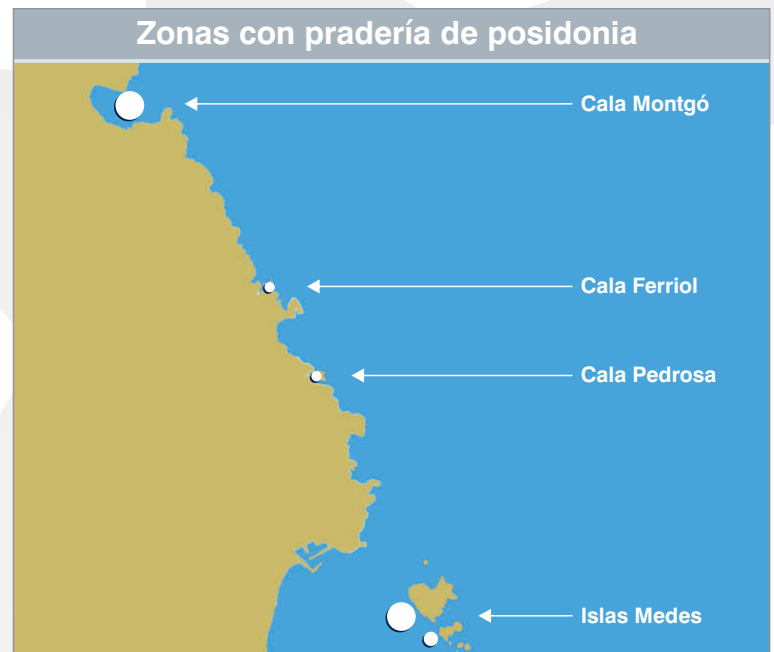 Zonas con pradería de posidonia
Cala Montgó
Cala Ferriol
Cala Pedrosa
Islas Medes